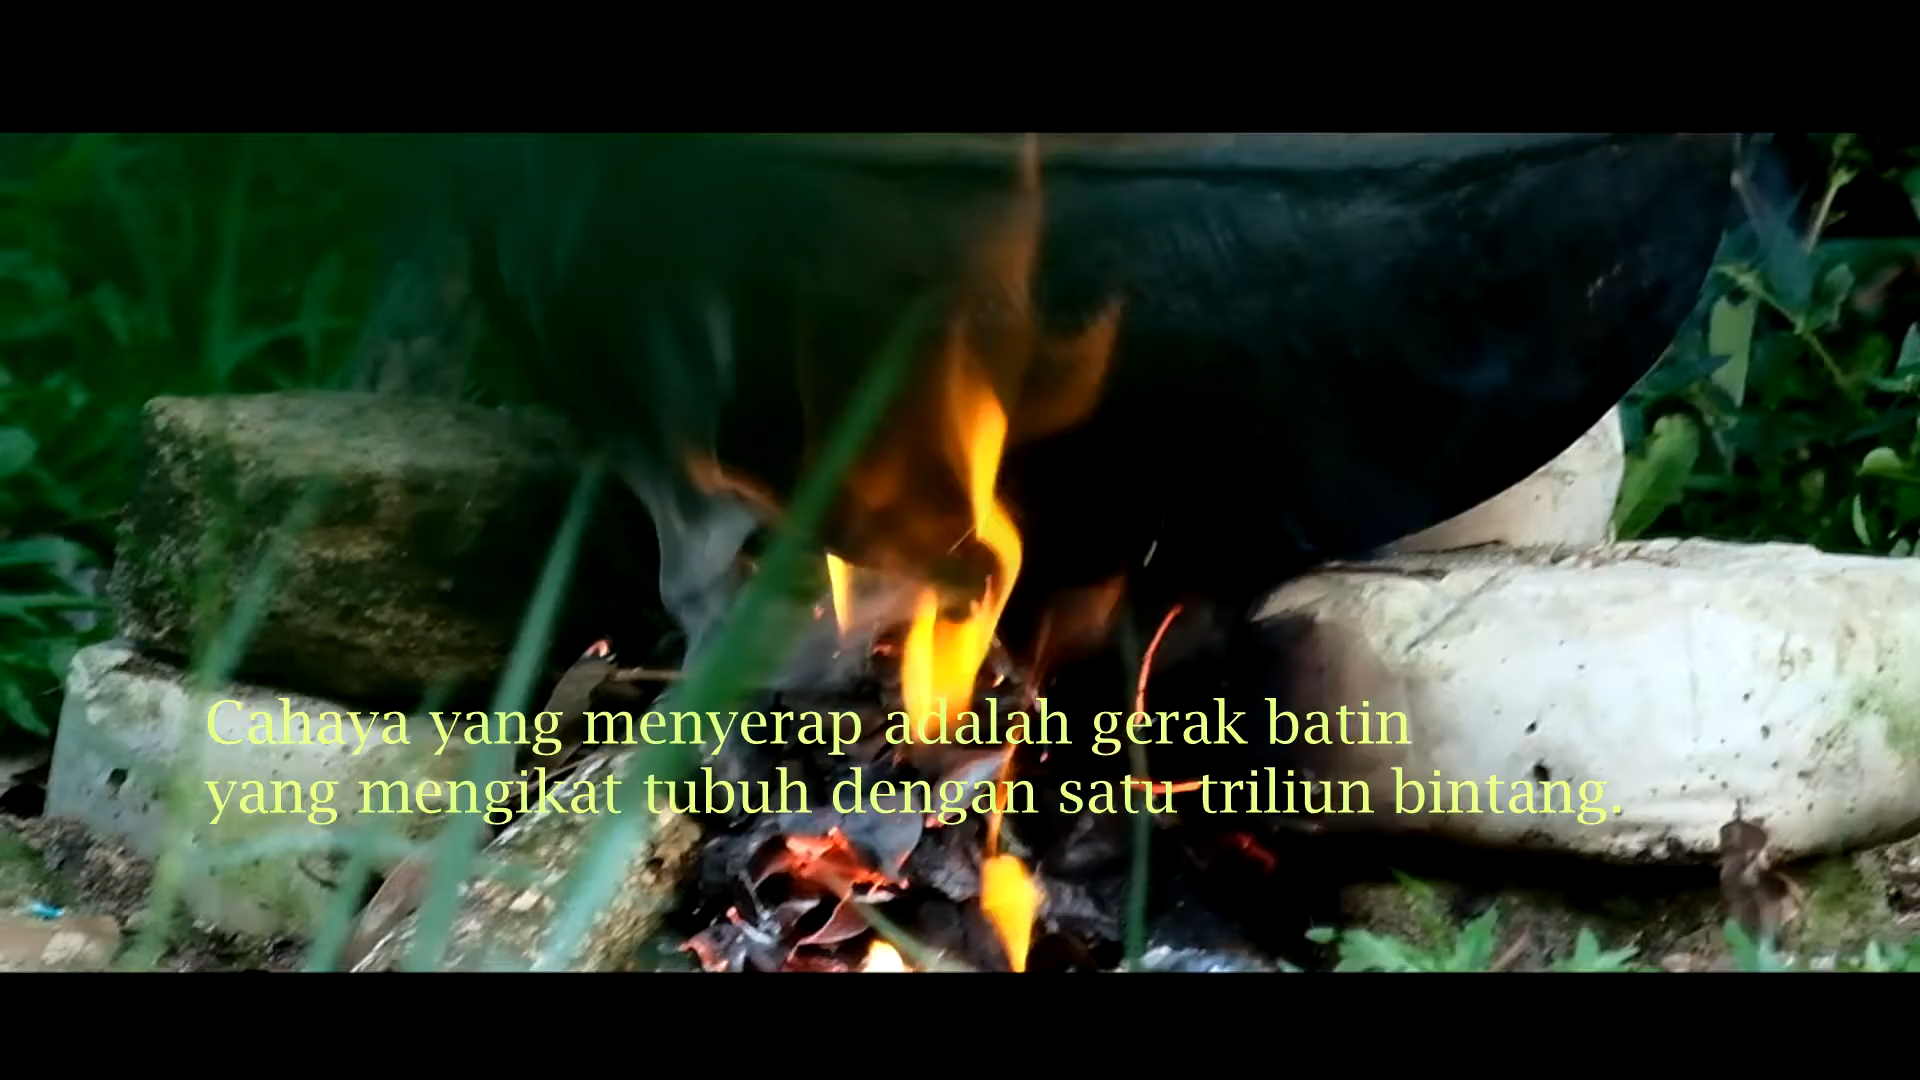 Cahaya yang menyerap adalah gerak batin
yang mengikat tubuh dengan satu triliun bintang.